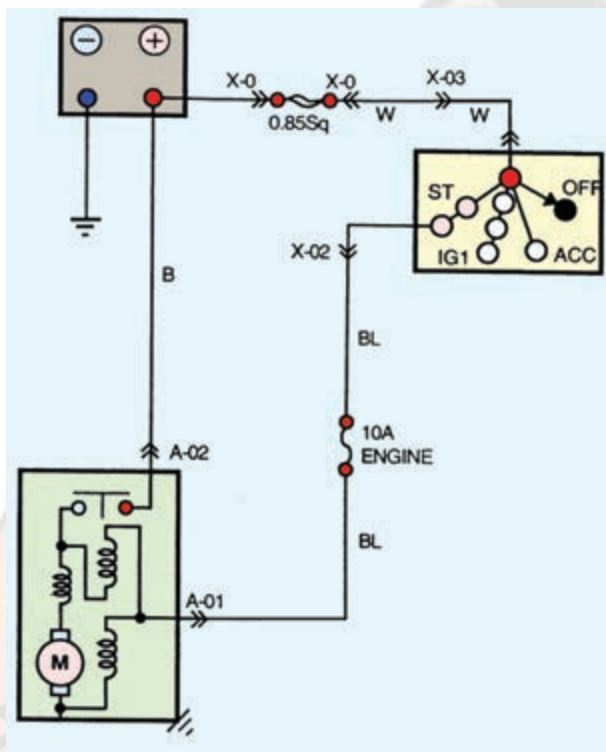 − +
X-0 X-0 X-03
0.85Sq W W
ST OFF
X-02 IG1 ACC
B
BL
A-02
10A
ENGINE
BL
A-01
M